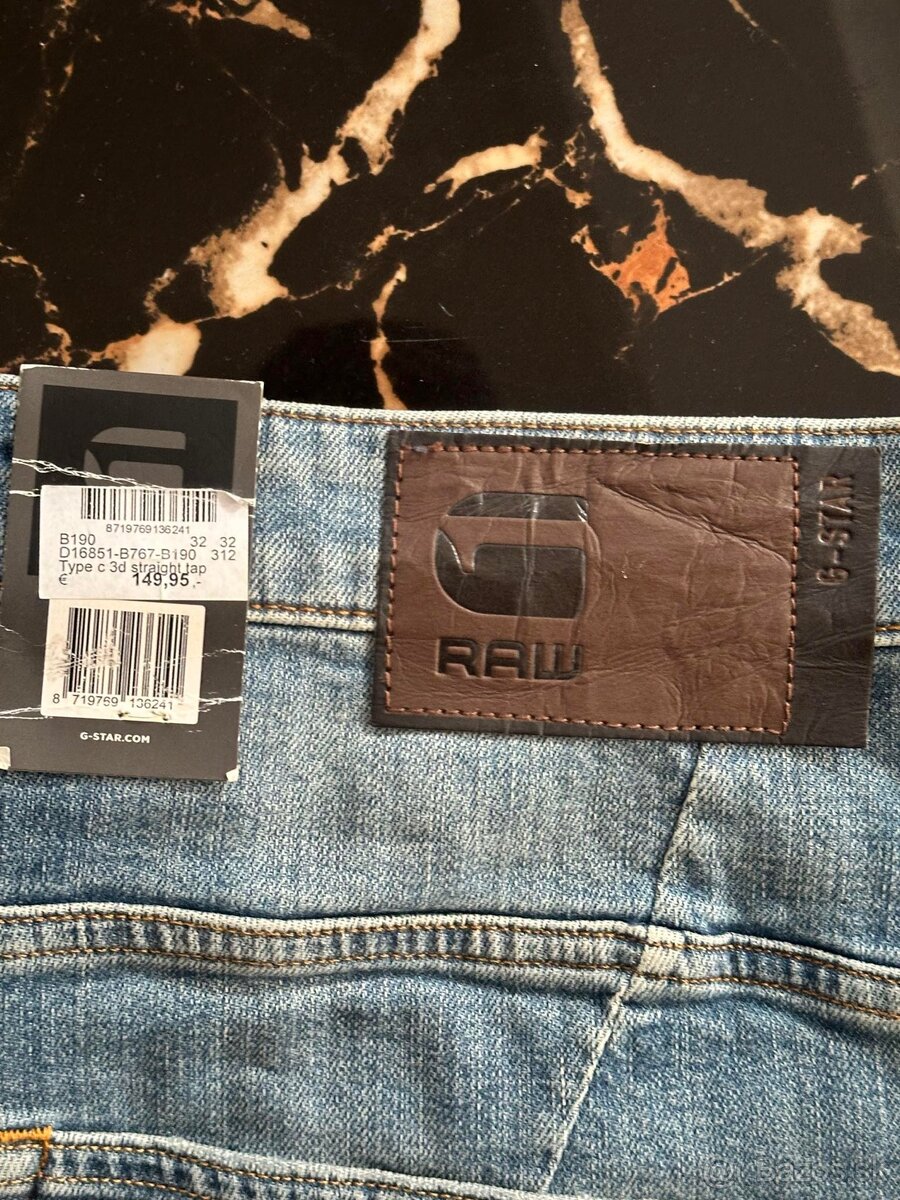 8719769136241
B190 32 32
D16851-B767-B190 312
Type c 3d straight tap
€ 149,95.-
8 719769 136241
G-STAR.COM
RAW
G-STAR